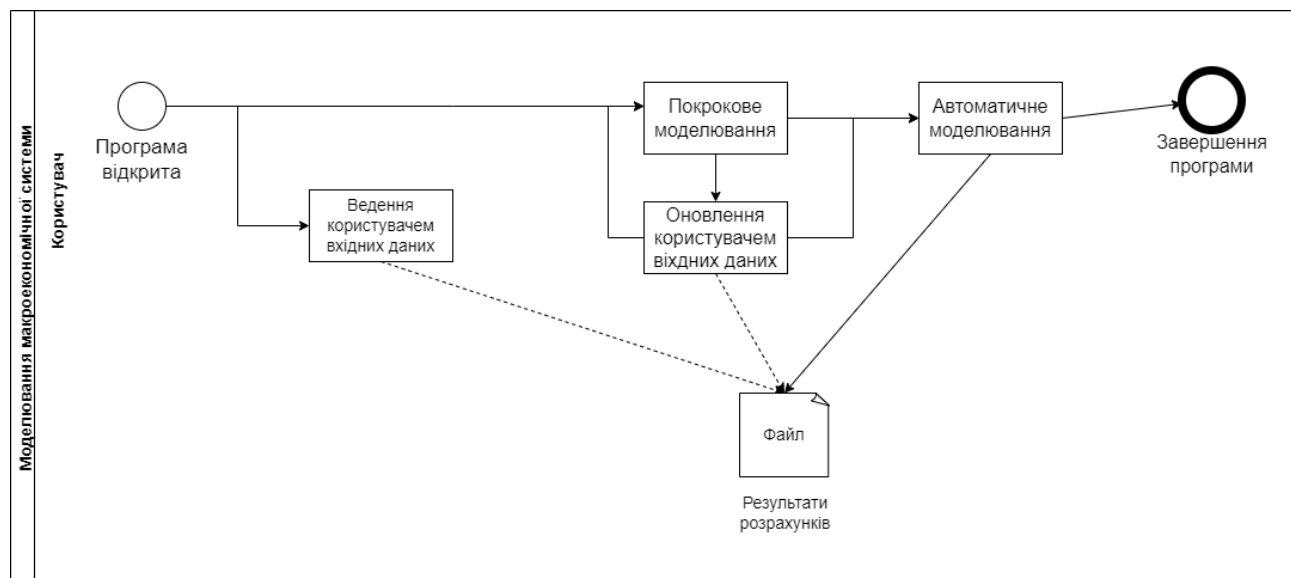 Моделювання макроекономічної системи
Користувач
Програма
відкрита
Ведення
користувачем
вхідних даних
Покрокове
моделювання
Оновлення
користувачем
віхдних даних
Автоматичне
моделювання
Завершення
програми
Файл
Результати
розрахунків